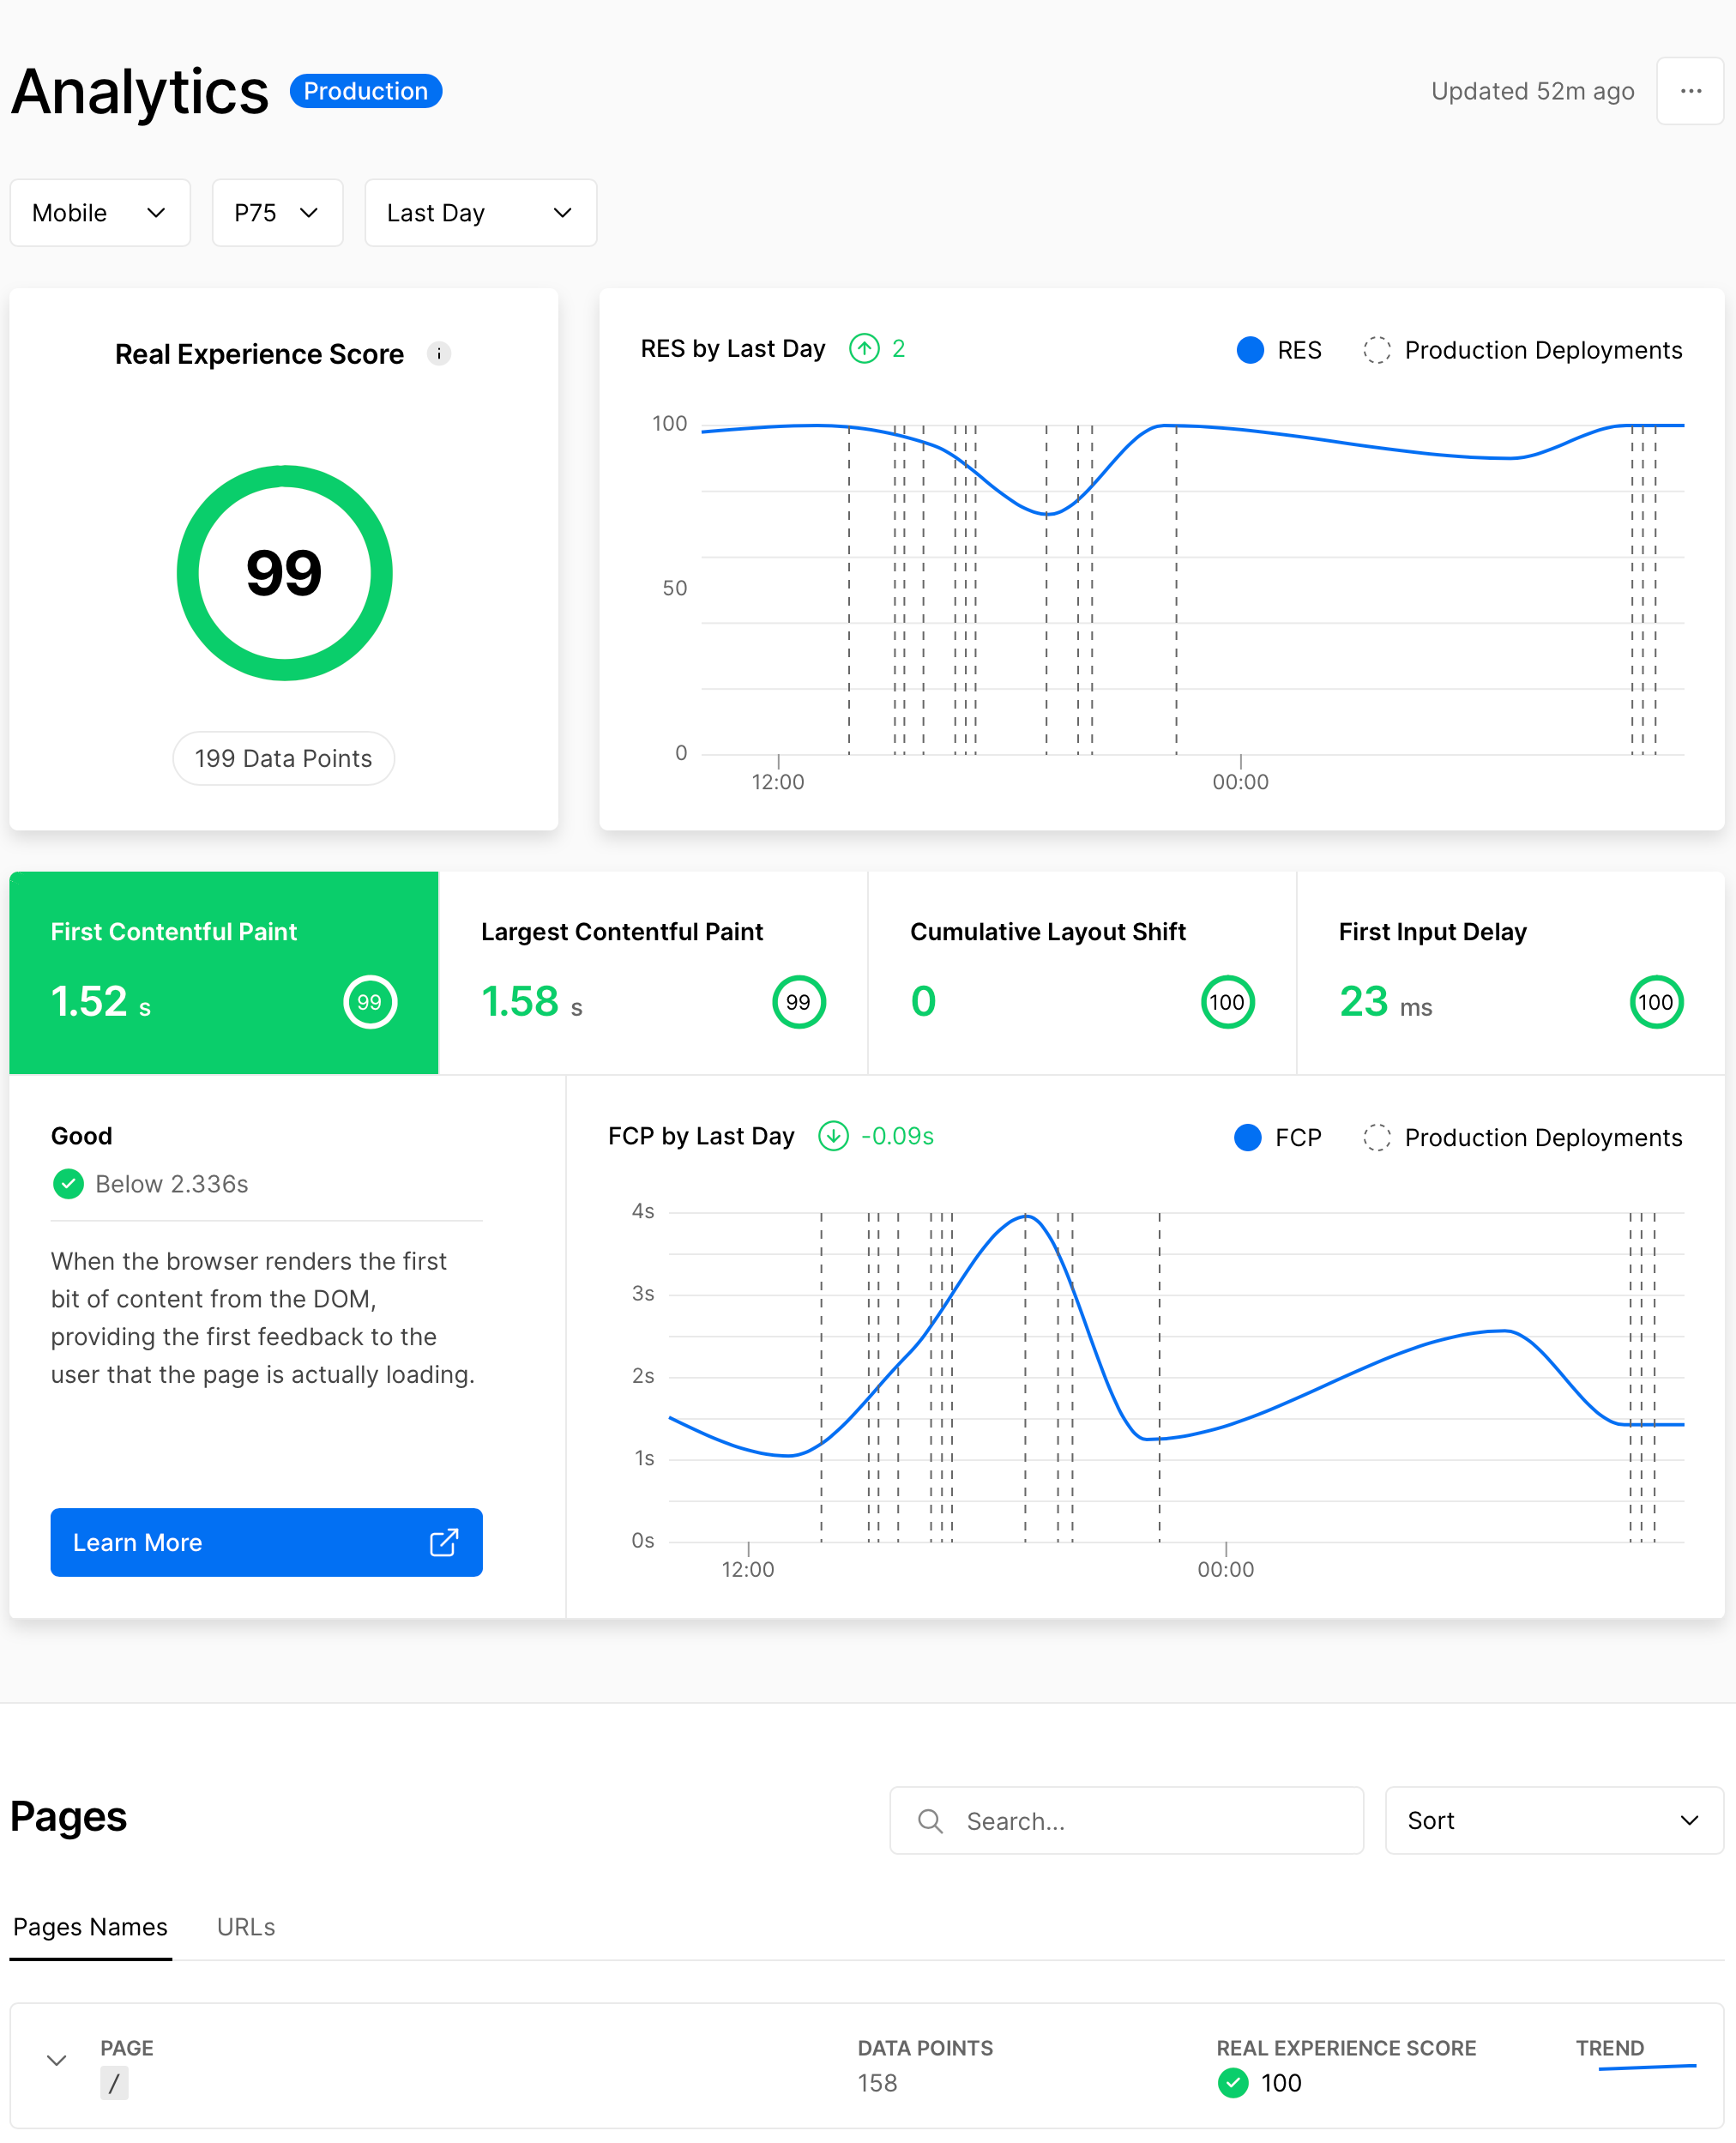 Analytics Production Updated 52m ago
Mobile P75 Last Day
Real Experience Score
99
199 Data Points
RES by Last Day 2 RES Production Deployments
100
50
0
12:00 00:00
First Contentful Paint
1.52 s 99
Largest Contentful Paint
1.58 s 99
Cumulative Layout Shift
0 100
First Input Delay
23 ms 100
Good
Below 2.336s
When the browser renders the first
bit of content from the DOM,
providing the first feedback to the
user that the page is actually loading.
Learn More
FCP by Last Day -0.09s FCP Production Deployments
4s
3s
2s
1s
0s
12:00 00:00
Pages Search... Sort
Pages Names URLs
PAGE DATA POINTS REAL EXPERIENCE SCORE TREND
/ 158 100